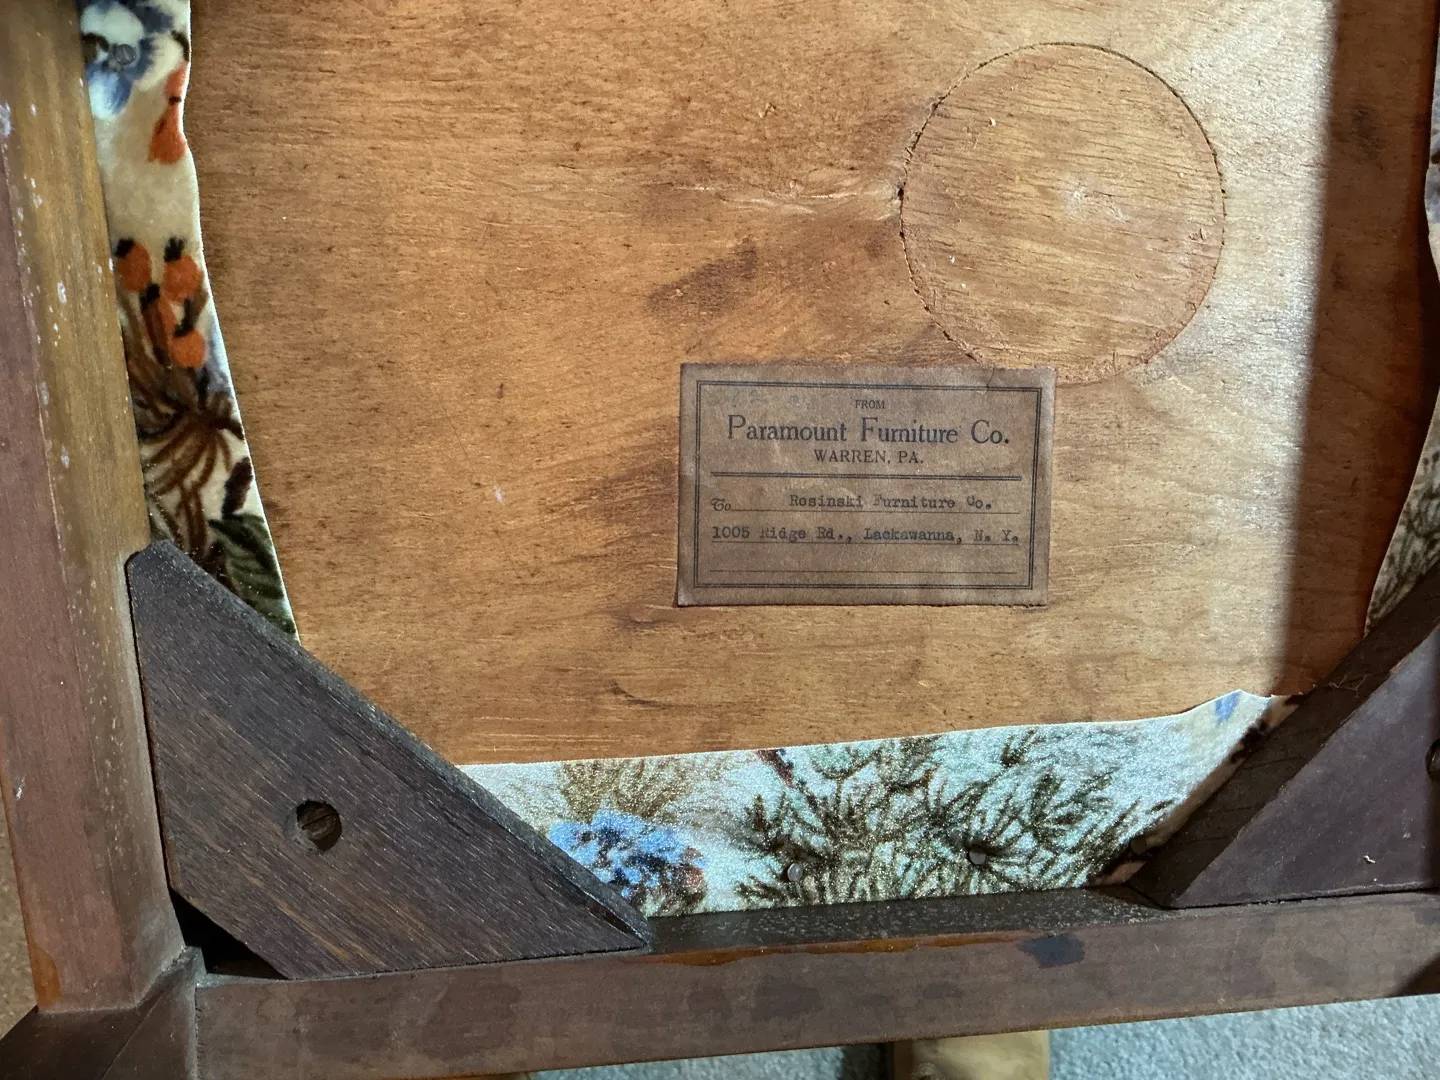 FROM
Paramount Furniture Co.
WARREN, PA.
To Rosinski Furniture Co.
1005 Ridge Rd., Lackawanna, N. Y.